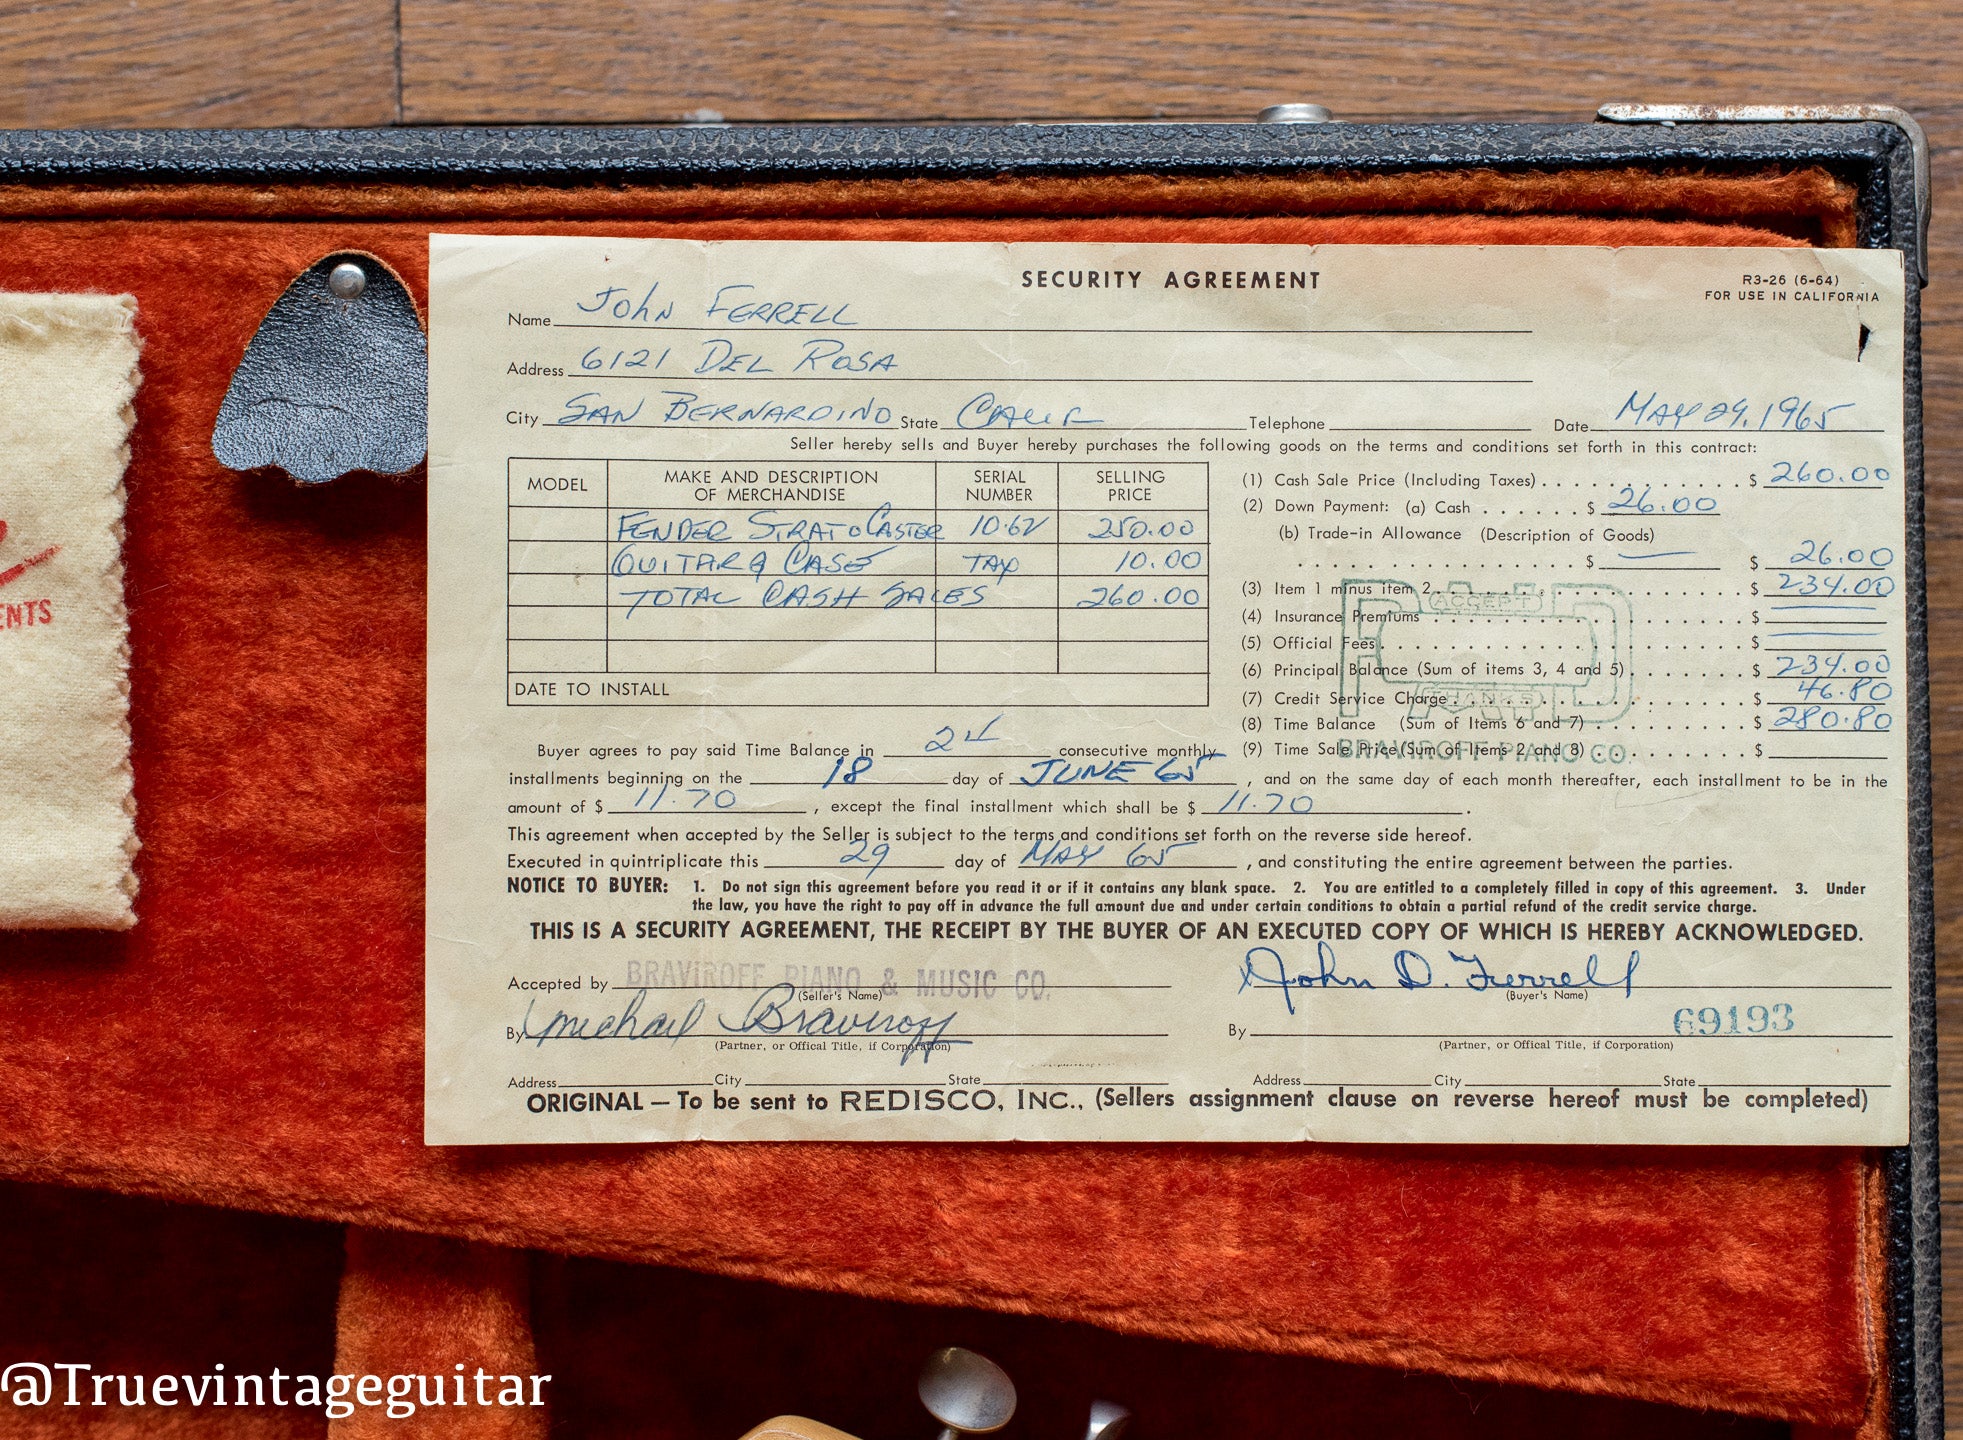 SECURITY AGREEMENT
R3-26 (6-64)
FOR USE IN CALIFORNIA
Name John FERRELL
Address 6121 DEL ROSA
City SAN BERNARDINO State CALIF Telephone Date MAY 29, 1965
Seller hereby sells and Buyer hereby purchases the following goods on the terms and conditions set forth in this contract:
MODEL MAKE AND DESCRIPTION OF MERCHANDISE SERIAL NUMBER SELLING PRICE
FENDER STRATOCASTER 250.00
GUITAR & CASE TAX 10.00
TOTAL CASH SALES 260.00
DATE TO INSTALL
(1) Cash Sale Price (Including Taxes) $ 260.00
(2) Down Payment: (a) Cash $ 26.00
(b) Trade-in Allowance (Description of Goods)
$ — $ 26.00
(3) Item 1 minus item 2 $ 234.00
(4) Insurance Premiums $
(5) Official Fees $
(6) Principal Balance (Sum of items 3, 4 and 5) $ 234.00
(7) Credit Service Charge $ 46.80
(8) Time Balance (Sum of Items 6 and 7) $ 280.80
(9) Time Sale Price (Sum of Items 2 and 8) $
PAID
ACCEPT
THANKS
BRAVIROFF PIANO CO.
Buyer agrees to pay said Time Balance in 24 consecutive monthly
installments beginning on the 18 day of JUNE 65, and on the same day of each month thereafter, each installment to be in the
amount of $ 11.70, except the final installment which shall be $ 11.70.
This agreement when accepted by the Seller is subject to the terms and conditions set forth on the reverse side hereof.
Executed in quintriplicate this 29 day of MAY 65, and constituting the entire agreement between the parties.
NOTICE TO BUYER: 1. Do not sign this agreement before you read it or if it contains any blank space. 2. You are entitled to a completely filled in copy of this agreement. 3. Under
the law, you have the right to pay off in advance the full amount due and under certain conditions to obtain a partial refund of the credit service charge.
THIS IS A SECURITY AGREEMENT, THE RECEIPT BY THE BUYER OF AN EXECUTED COPY OF WHICH IS HEREBY ACKNOWLEDGED.
Accepted by BRAVIROFF PIANO & MUSIC CO. x John D. Ferrell
(Seller's Name) (Buyer's Name)
By Michael Braviroff By 69193
(Partner, or Offical Title, if Corporation) (Partner, or Offical Title, if Corporation)
Address City State Address City State
ORIGINAL — To be sent to REDISCO, INC., (Sellers assignment clause on reverse hereof must be completed)
ENTS
@Truevintageguitar